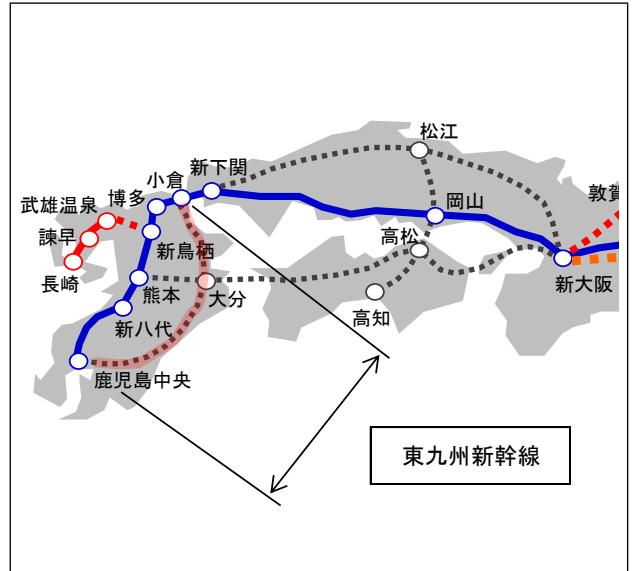 松江
新下関
小倉
博多
武雄温泉
岡山
敦賀
諫早
新鳥栖
高松
長崎
熊本
大分
新大阪
高知
新八代
鹿児島中央
東九州新幹線